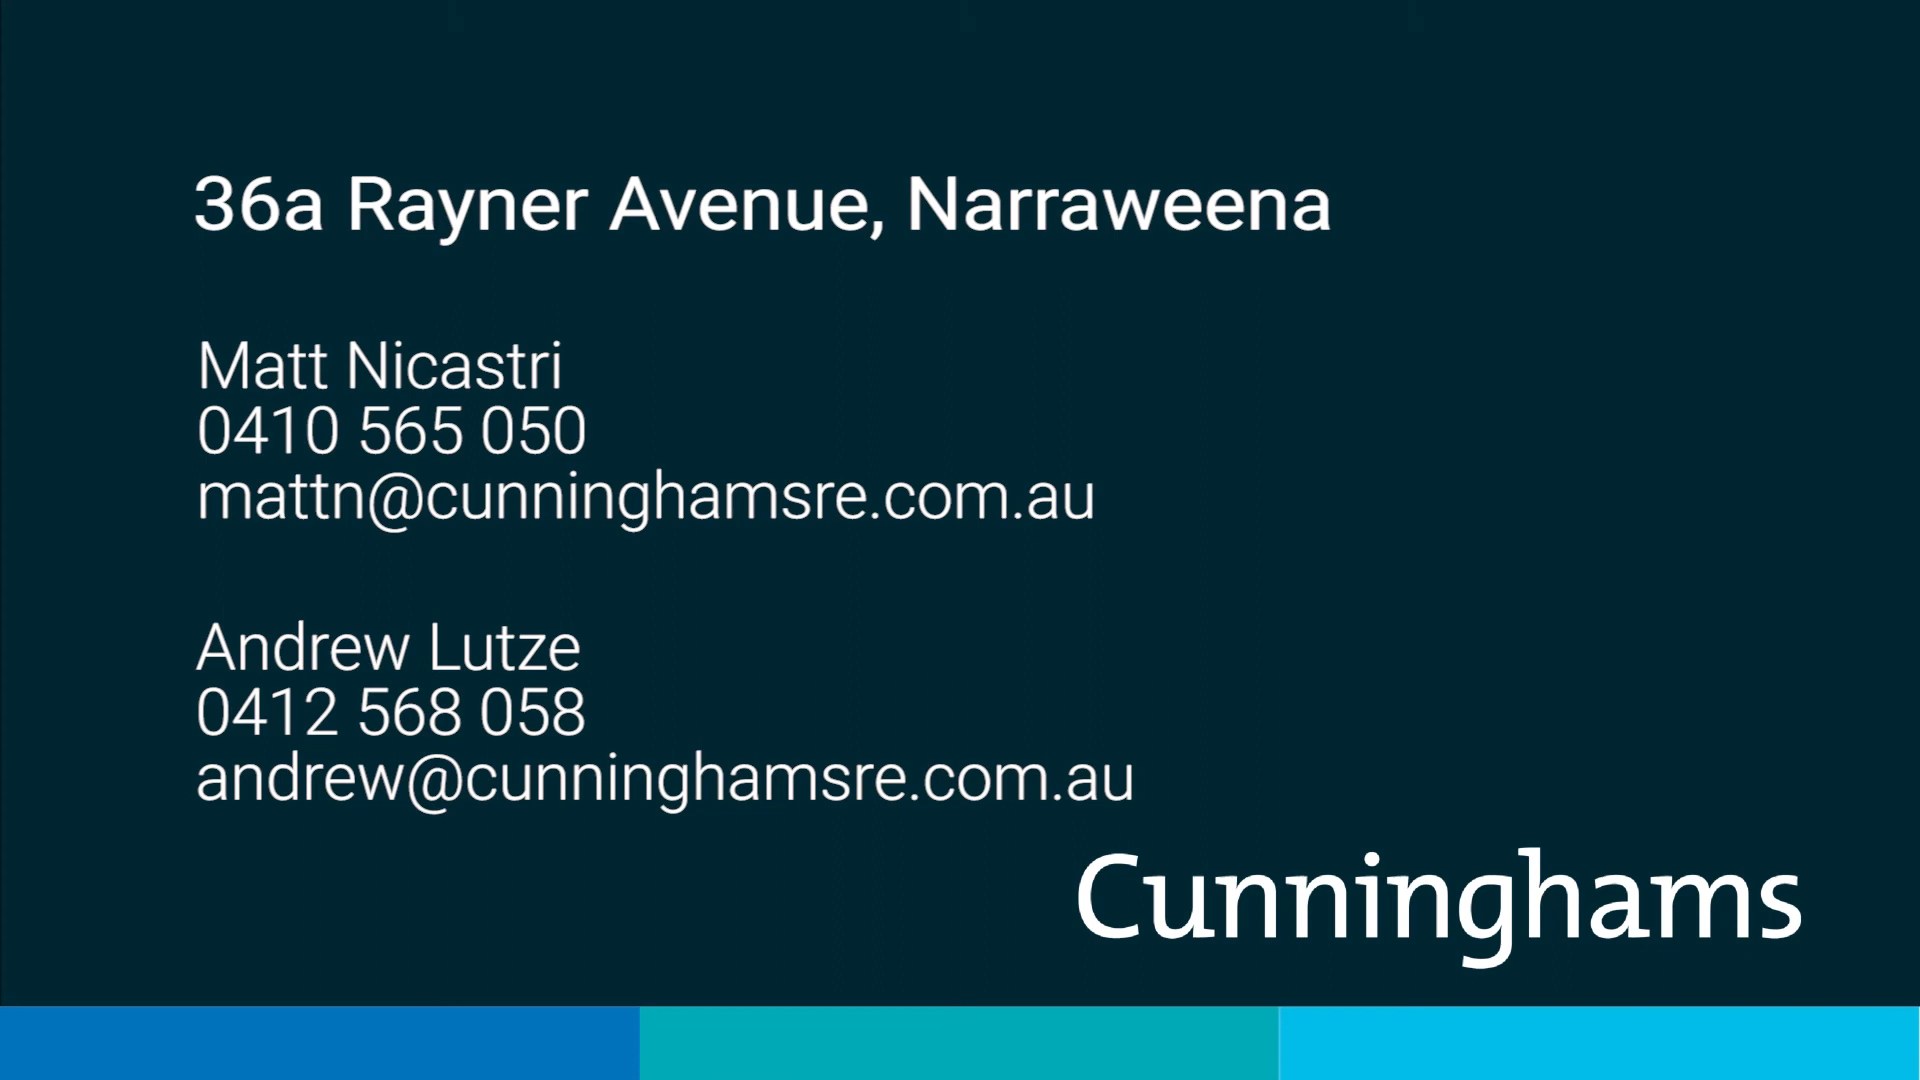 36a Rayner Avenue, Narraweena
Matt Nicastri
0410 565 050
mattn@cunninghamsre.com.au
Andrew Lutze
0412 568 058
andrew@cunninghamsre.com.au
Cunninghams